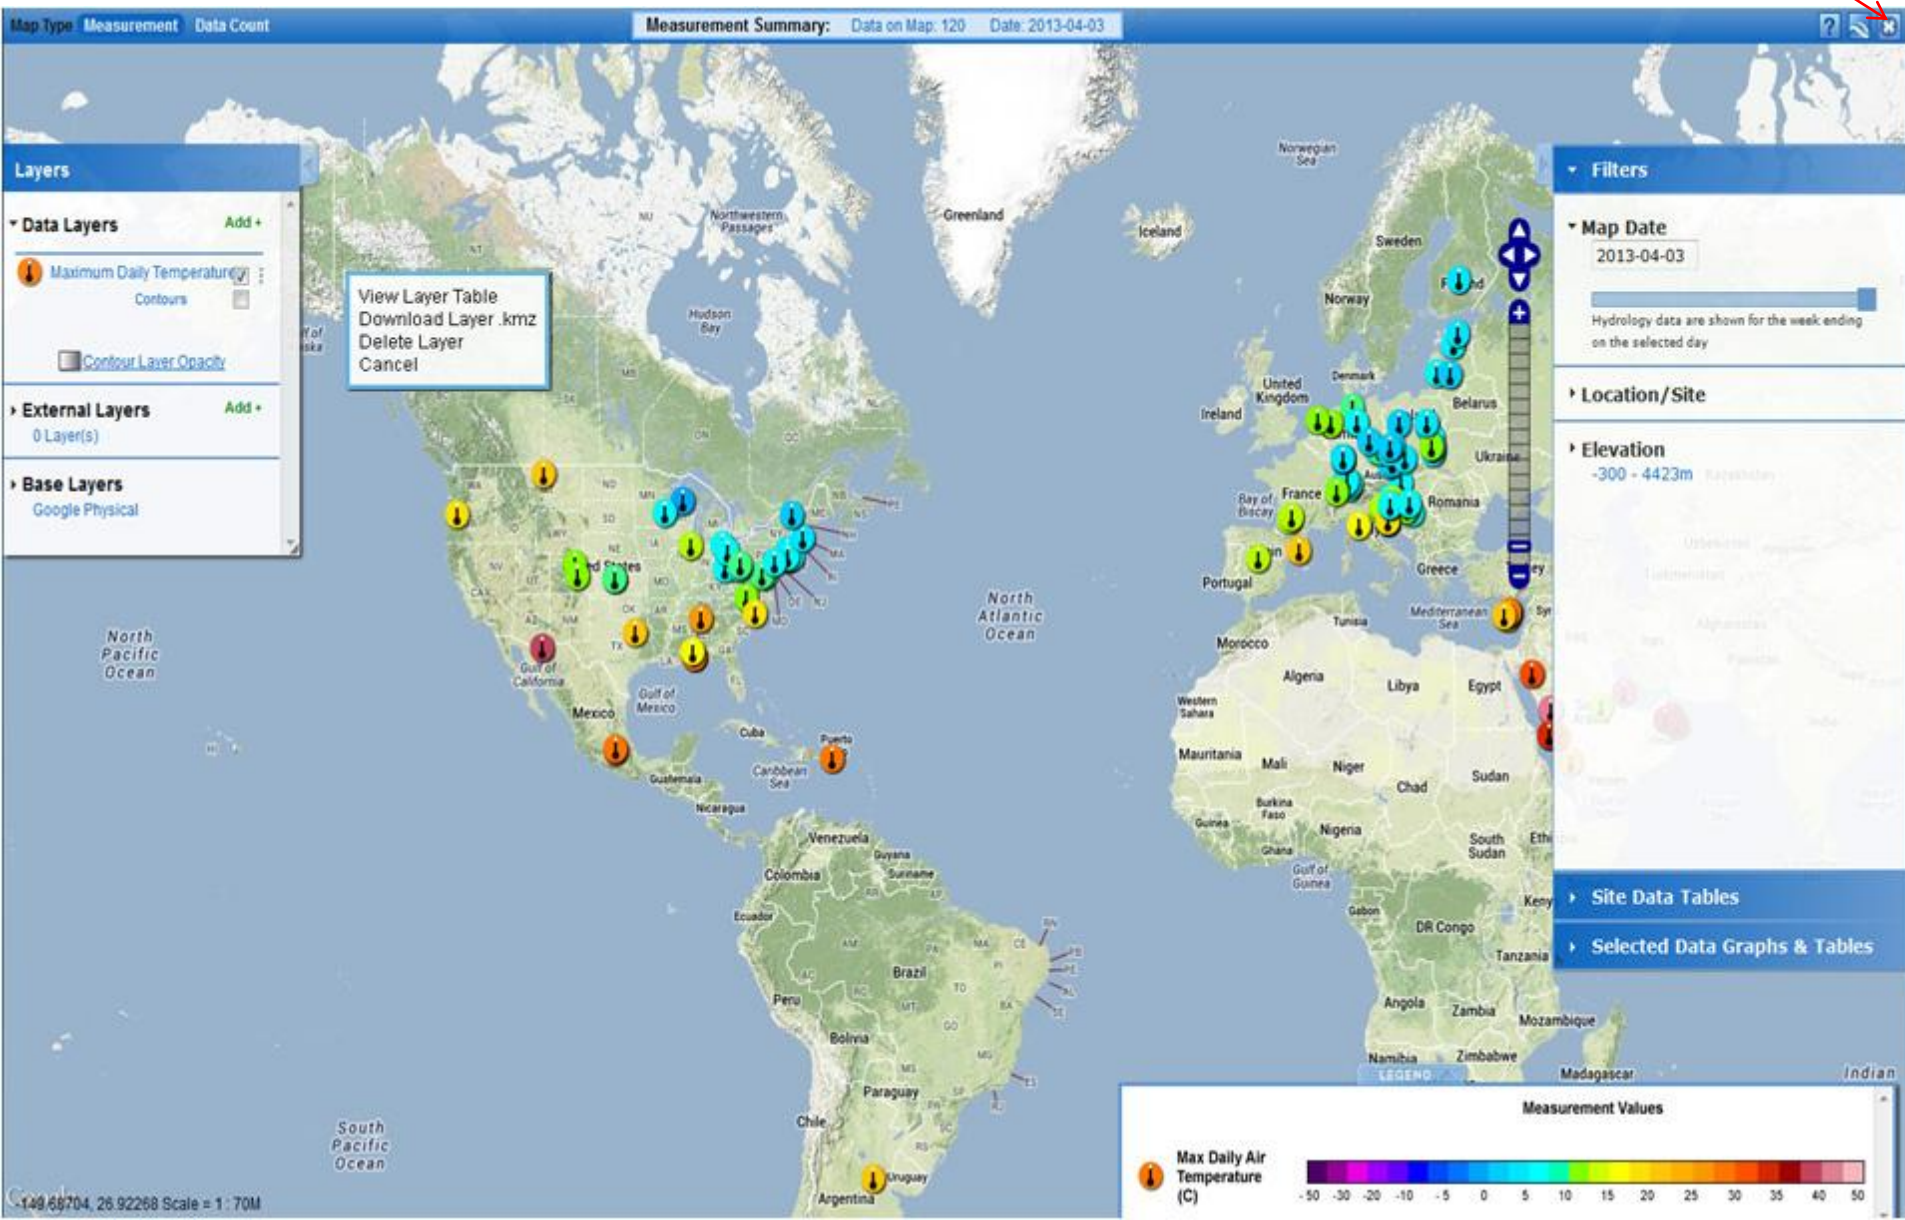 Map Type Measurement Data Count
Measurement Summary: Data on Map: 120 Date: 2013-04-03
?
Layers
Data Layers Add +
Maximum Daily Temperature
Contours
Contour Layer Opacity
External Layers Add +
0 Layer(s)
Base Layers
Google Physical
View Layer Table
Download Layer .kmz
Delete Layer
Cancel
Filters
Map Date
2013-04-03
Hydrology data are shown for the week ending
on the selected day
Location/Site
Elevation
-300 - 4423m
Site Data Tables
Selected Data Graphs & Tables
Norwegian
Sea
Northwestern
Passages
Greenland
Iceland
Sweden
Norway
Hudson
Bay
United
Kingdom
Denmark
Ireland
Belarus
Ukraine
Bay of
Biscay
France
Romania
Portugal
Greece
North
Atlantic
Ocean
Mediterranean
Sea
Tunisia
Morocco
North
Pacific
Ocean
Gulf of
California
Gulf of
Mexico
Mexico
Algeria
Libya
Egypt
Western
Sahara
Cuba
Puerto
Caribbean
Sea
Guatemala
Nicaragua
Mauritania
Mali
Niger
Chad
Sudan
Burkina
Faso
Guinea
Nigeria
Ghana
South
Sudan
Gulf of
Guinea
Venezuela
Guyana
Suriname
Colombia
Ecuador
Gabon
DR Congo
Tanzania
Brazil
Peru
Angola
Zambia
Mozambique
Bolivia
Namibia
Zimbabwe
Madagascar
Indian
Paraguay
Chile
South
Pacific
Ocean
Uruguay
Argentina
-149.68704, 26.92268 Scale = 1 : 70M
LEGEND
Measurement Values
Max Daily Air
Temperature
(C)
-50 -30 -20 -10 -5 0 5 10 15 20 25 30 35 40 50